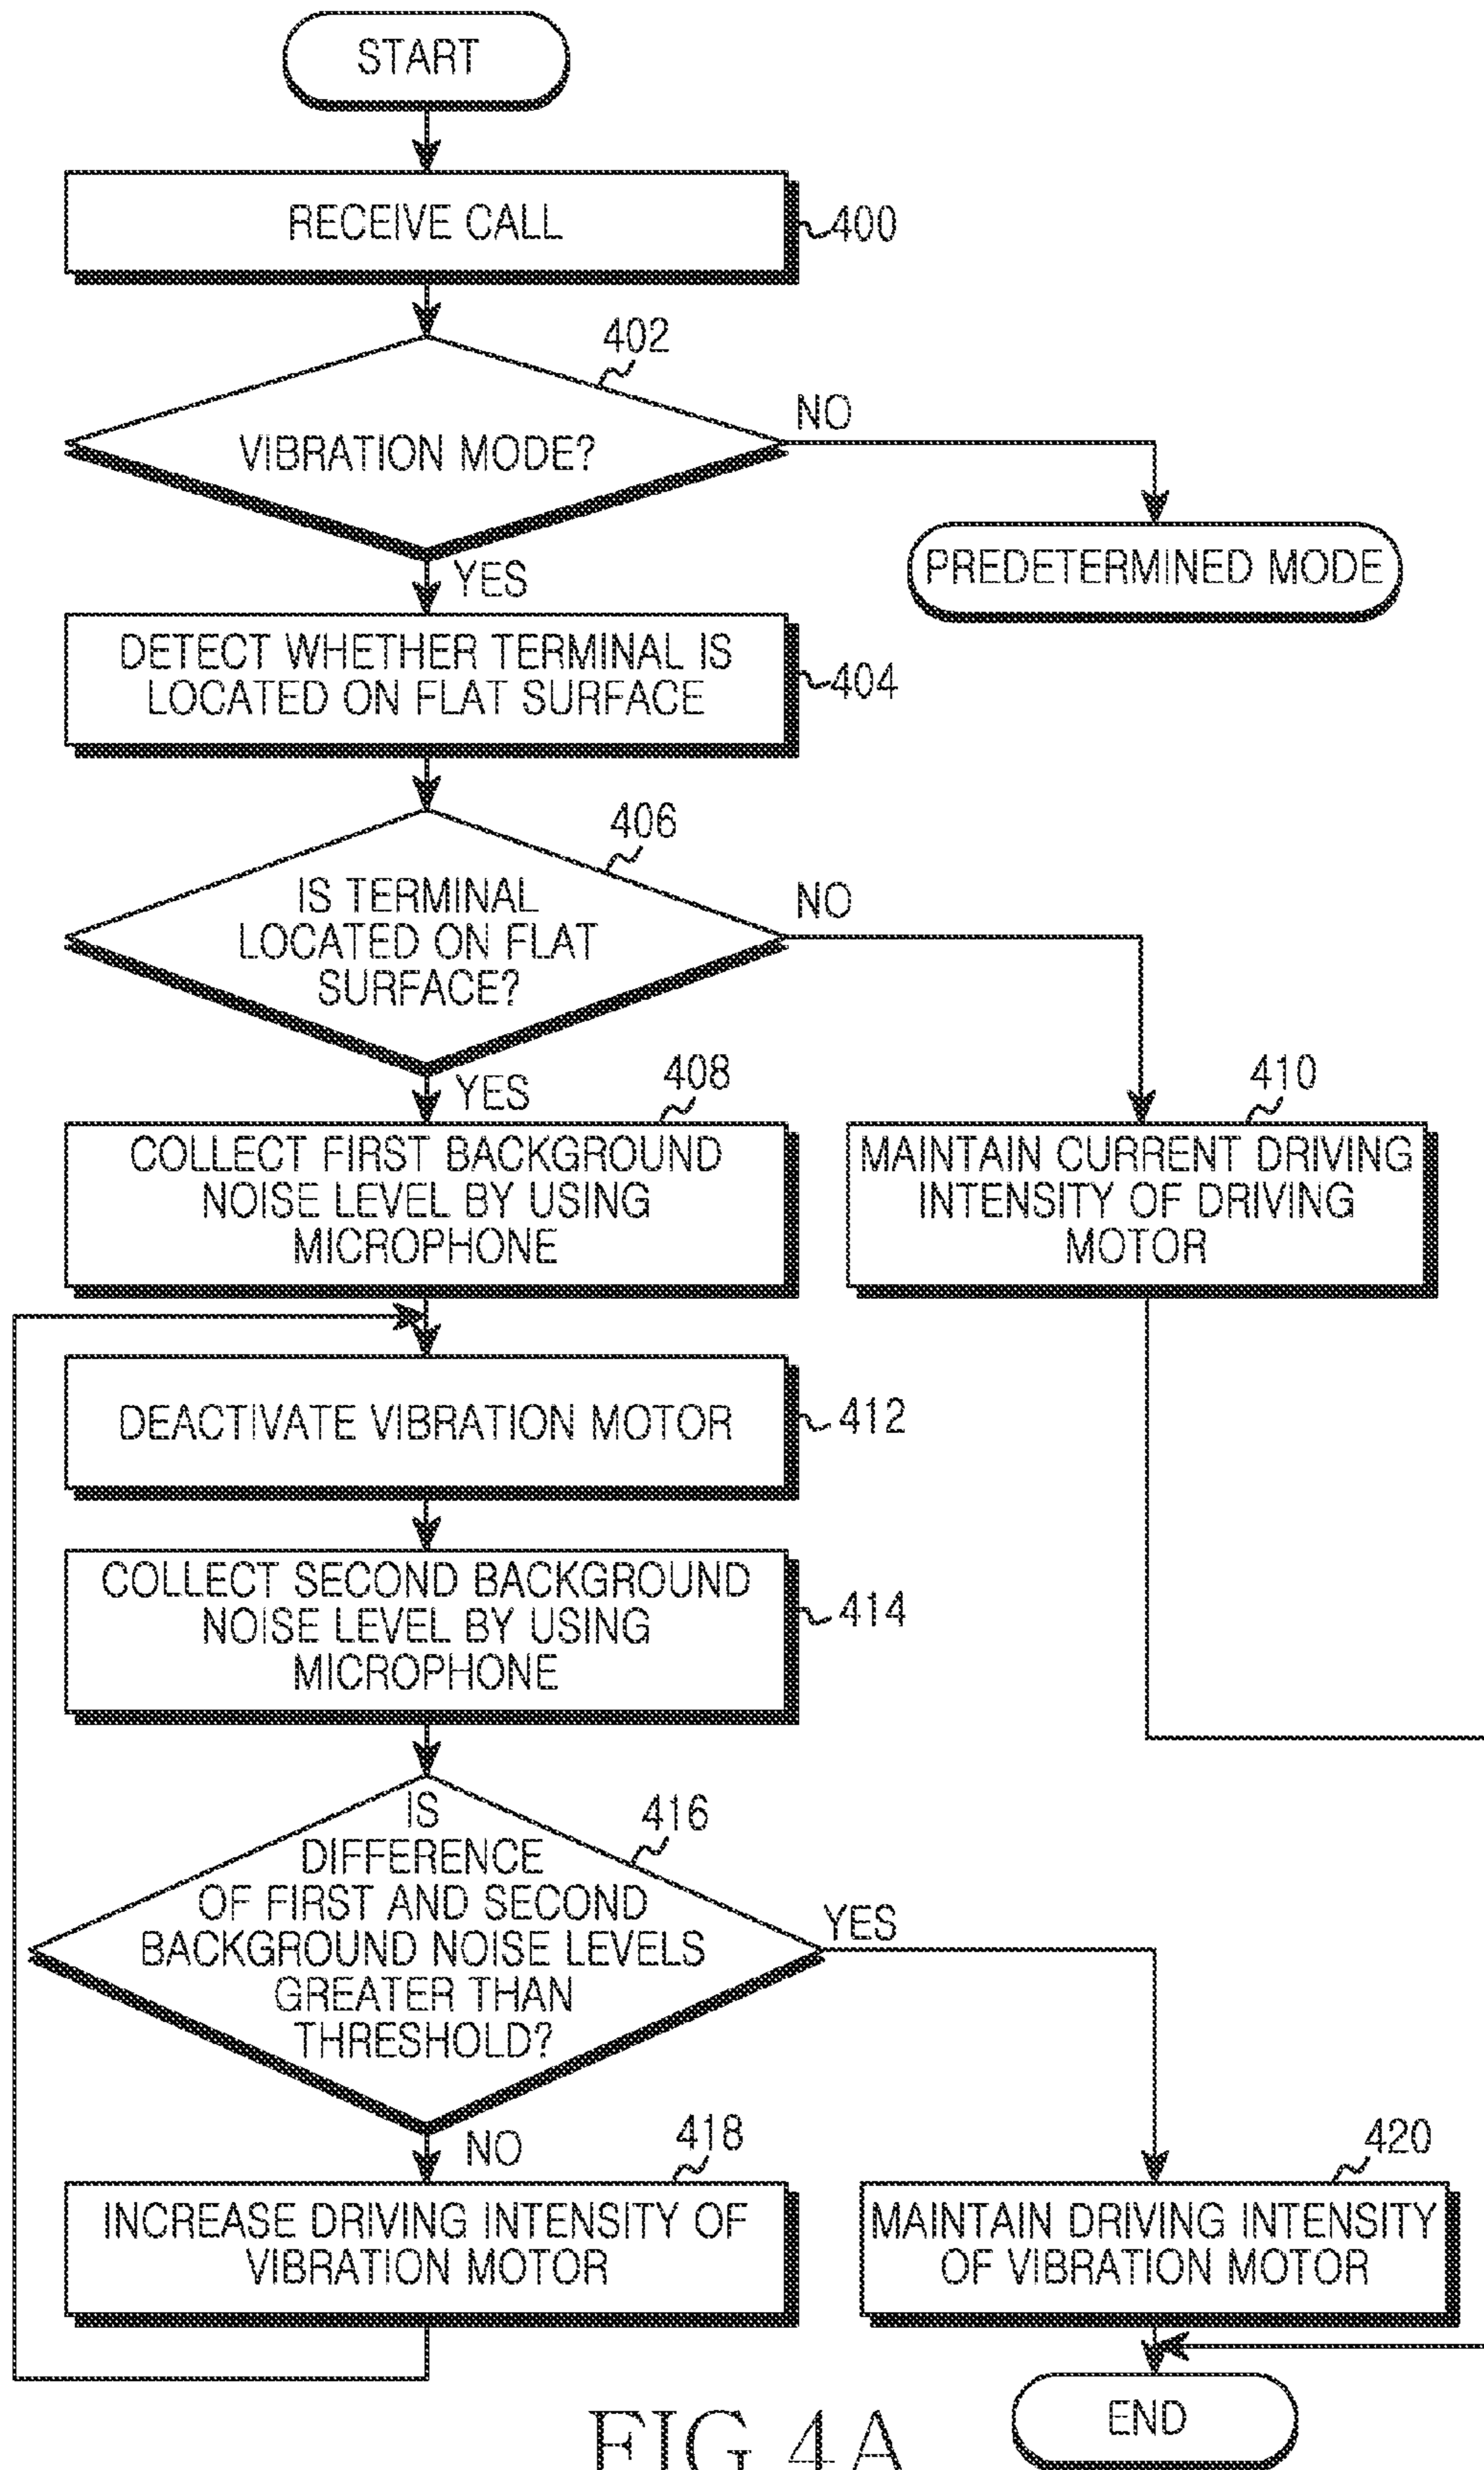 START
RECEIVE CALL
400
402
VIBRATION MODE?
NO
PREDETERMINED MODE
YES
DETECT WHETHER TERMINAL IS
LOCATED ON FLAT SURFACE
404
406
IS TERMINAL
LOCATED ON FLAT
SURFACE?
NO
YES
408
COLLECT FIRST BACKGROUND
NOISE LEVEL BY USING
MICROPHONE
410
MAINTAIN CURRENT DRIVING
INTENSITY OF DRIVING
MOTOR
DEACTIVATE VIBRATION MOTOR
412
COLLECT SECOND BACKGROUND
NOISE LEVEL BY USING
MICROPHONE
414
416
IS
DIFFERENCE
OF FIRST AND SECOND
BACKGROUND NOISE LEVELS
GREATER THAN
THRESHOLD?
YES
NO
418
INCREASE DRIVING INTENSITY OF
VIBRATION MOTOR
420
MAINTAIN DRIVING INTENSITY
OF VIBRATION MOTOR
END
FIG.4A